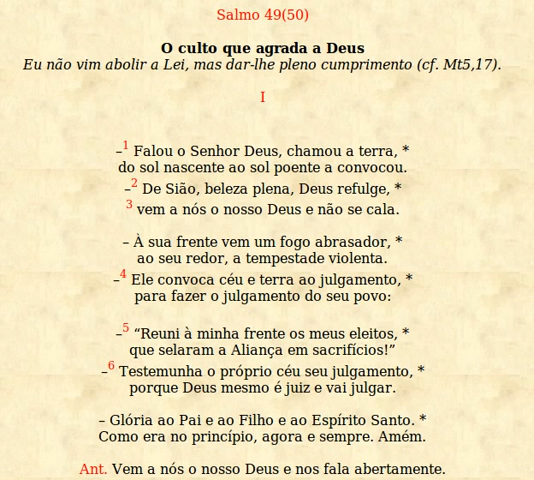 Salmo 49(50)
O culto que agrada a Deus
Eu não vim abolir a Lei, mas dar-lhe pleno cumprimento (cf. Mt5,17).
I
–1 Falou o Senhor Deus, chamou a terra, *
do sol nascente ao sol poente a convocou.
–2 De Sião, beleza plena, Deus refulge, *
3 vem a nós o nosso Deus e não se cala.
– À sua frente vem um fogo abrasador, *
ao seu redor, a tempestade violenta.
–4 Ele convoca céu e terra ao julgamento, *
para fazer o julgamento do seu povo:
–5 “Reuni à minha frente os meus eleitos, *
que selaram a Aliança em sacrifícios!”
–6 Testemunha o próprio céu seu julgamento, *
porque Deus mesmo é juiz e vai julgar.
– Glória ao Pai e ao Filho e ao Espírito Santo. *
Como era no princípio, agora e sempre. Amém.
Ant. Vem a nós o nosso Deus e nos fala abertamente.